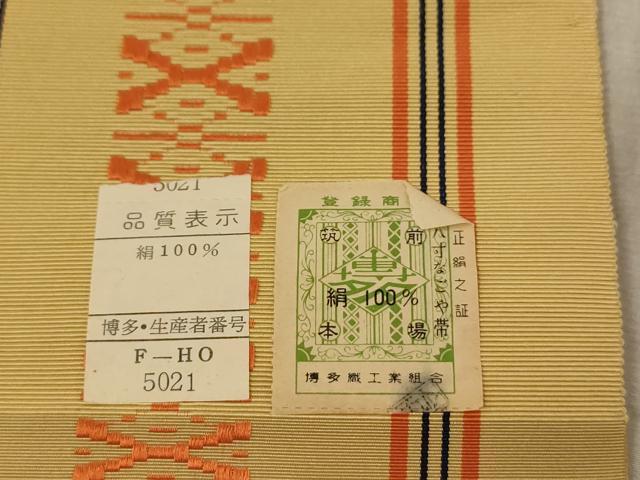 5021
品質表示
絹100％
博多・生産者番号
F－HO
5021
登録商
筑前
博多
絹100％
本場
八寸なごや帯
正絹之証
博多織工業組合